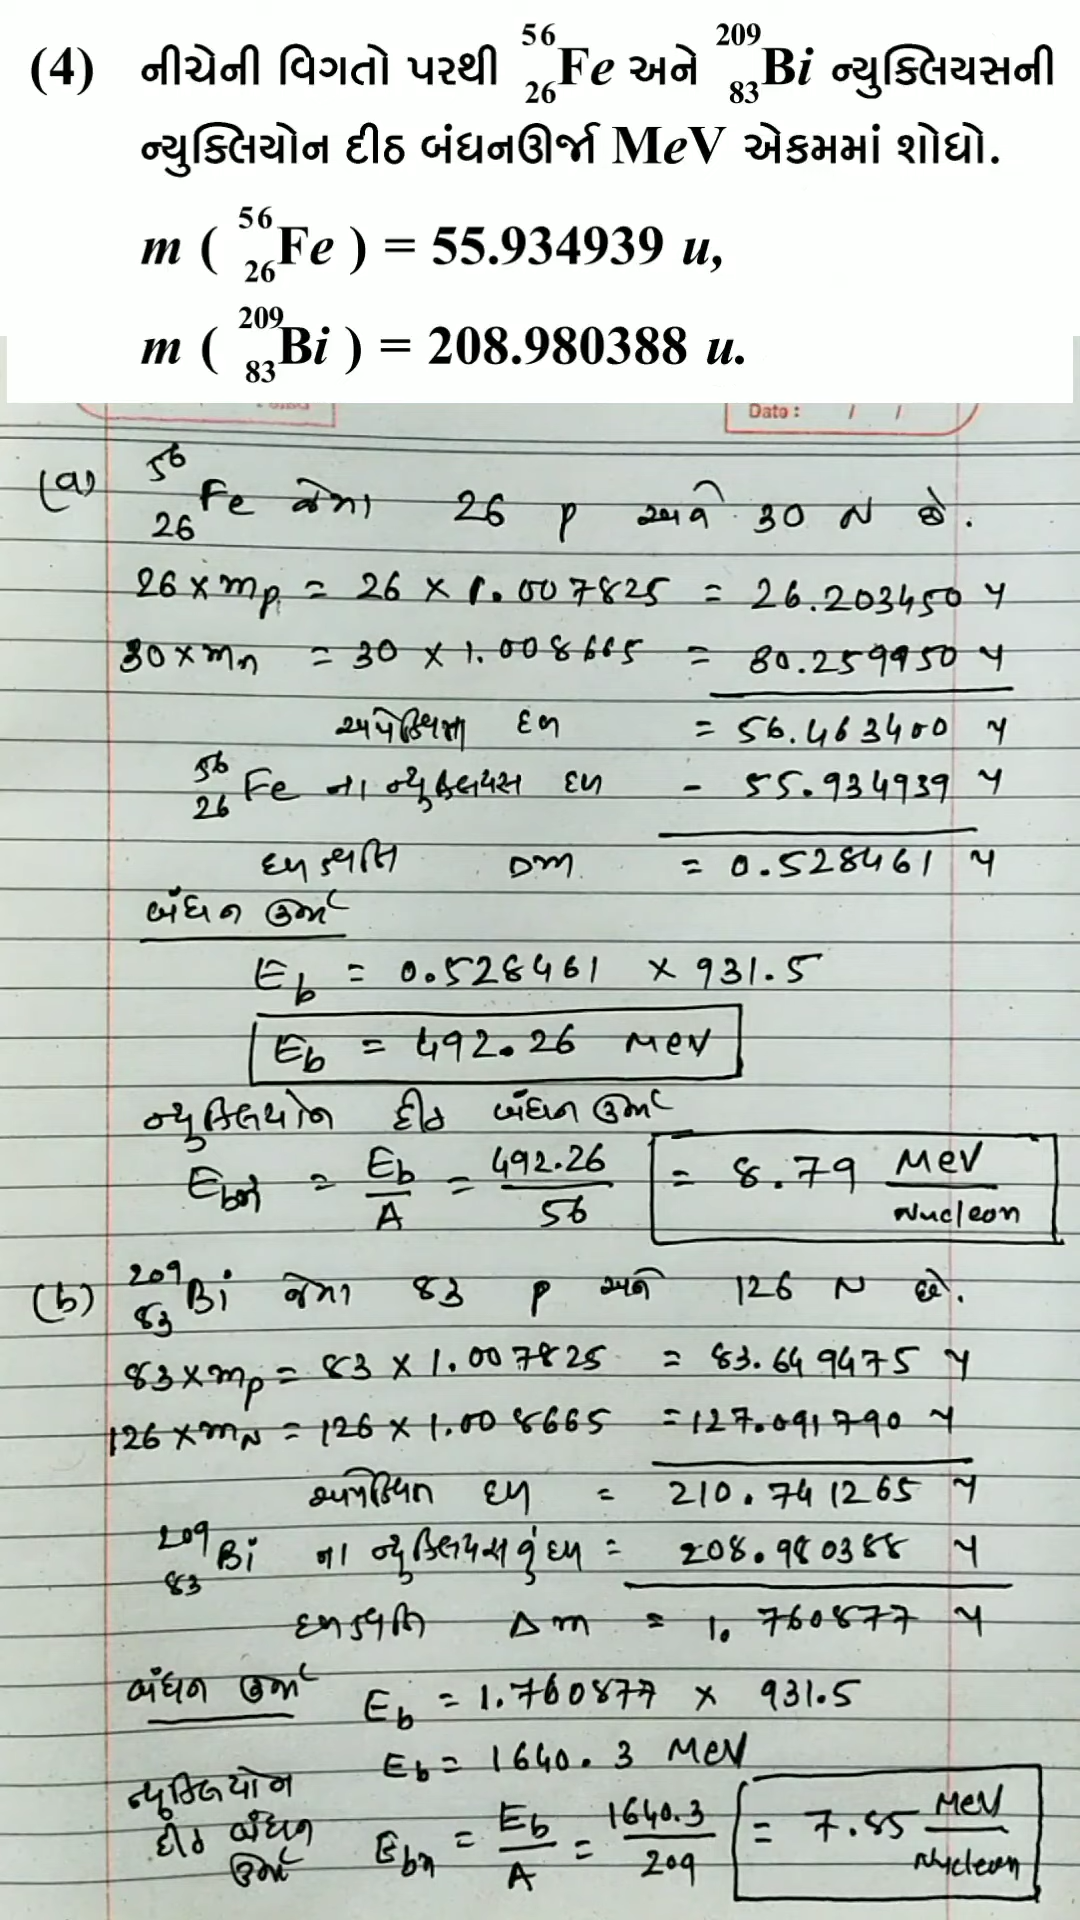 (4) નીચેની વિગતો પરથી ⁵⁶₂₆Fe અને ²⁰⁹₈₃Bi ન્યુક્લિયસની
ન્યુક્લિયોન દીઠ બંધનઊર્જા MeV એકમમાં શોધો.
m ( ⁵⁶₂₆Fe ) = 55.934939 u,
m ( ²⁰⁹₈₃Bi ) = 208.980388 u.
Date : / /
(a) ⁵⁶₂₆Fe જેમાં 26 p અને 30 N છે.
26 × mp = 26 × 1.007825 = 26.203450 u
30 × mn = 30 × 1.008665 = 30.259950 u
અપેક્ષિત દળ = 56.463400 u
⁵⁶₂₆Fe ના ન્યુક્લિયસ દળ - 55.934939 u
દળક્ષતિ Δm = 0.528461 u
બંધન ઉર્જા
Eb = 0.528461 × 931.5
Eb = 492.26 MeV
ન્યુક્લિયોન દીઠ બંધન ઉર્જા
Ebn = Eb/A = 492.26/56 = 8.79 MeV/Nucleon
(b) ²⁰⁹₈₃Bi જેમાં 83 p અને 126 N છે.
83 × mp = 83 × 1.007825 = 83.649475 u
126 × mN = 126 × 1.008665 = 127.091790 u
અપેક્ષિત દળ = 210.741265 u
²⁰⁹₈₃Bi ના ન્યુક્લિયસનું દળ = 208.980388 u
દળક્ષતિ Δm = 1.760877 u
બંધન ઉર્જા Eb = 1.760877 × 931.5
Eb = 1640.3 MeV
ન્યુક્લિયોન દીઠ બંધન ઉર્જા Ebn = Eb/A = 1640.3/209 = 7.85 MeV/Nucleon